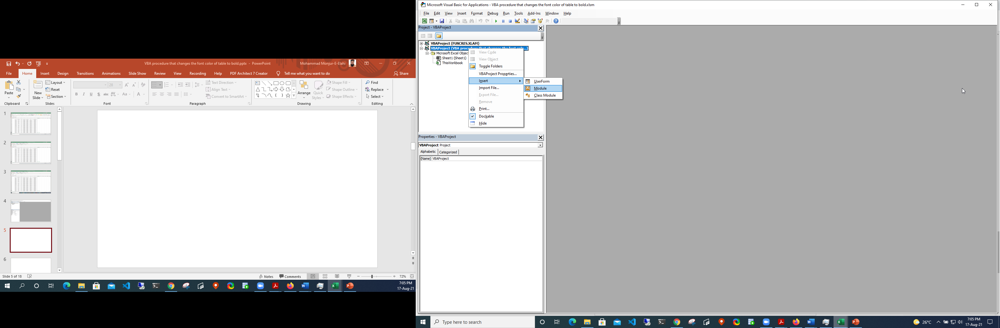 VBA procedure that changes the font color of table to bold.pptx - PowerPoint
Mohammad Monjur-E-Elahi
File Home Insert Design Transitions Animations Slide Show Review View Recording Help PDF Architect 7 Creator Tell me what you want to do Share
Paste
New Slide
Layout
Reset
Section
28
B I U S abc AV Aa A
Text Direction
Align Text
Convert to SmartArt
Arrange
Quick Styles
Shape Fill
Shape Outline
Shape Effects
Find
Replace
Select
Clipboard Slides Font Paragraph Drawing Editing
1
2
3
4
5
6
Slide 5 of 18
Notes Comments 72%
7:05 PM
17-Aug-21
Microsoft Visual Basic for Applications - VBA procedure that changes the font color of table to bold.xlsm
File Edit View Insert Format Debug Run Tools Add-Ins Window Help
Project - VBAProject
VBAProject (FUNCRES.XLAM)
VBAProject (VBA procedure that changes the font colo...)
Microsoft Excel Objec
Sheet1 (Sheet1)
ThisWorkbook
View Code
View Object
Toggle Folders
VBAProject Properties...
Insert
Import File...
Export File...
Remove
Print...
Dockable
Hide
UserForm
Module
Class Module
Properties - VBAProject
VBAProject Project
Alphabetic Categorized
(Name) VBAProject
Type here to search
26°C
7:05 PM
17-Aug-21